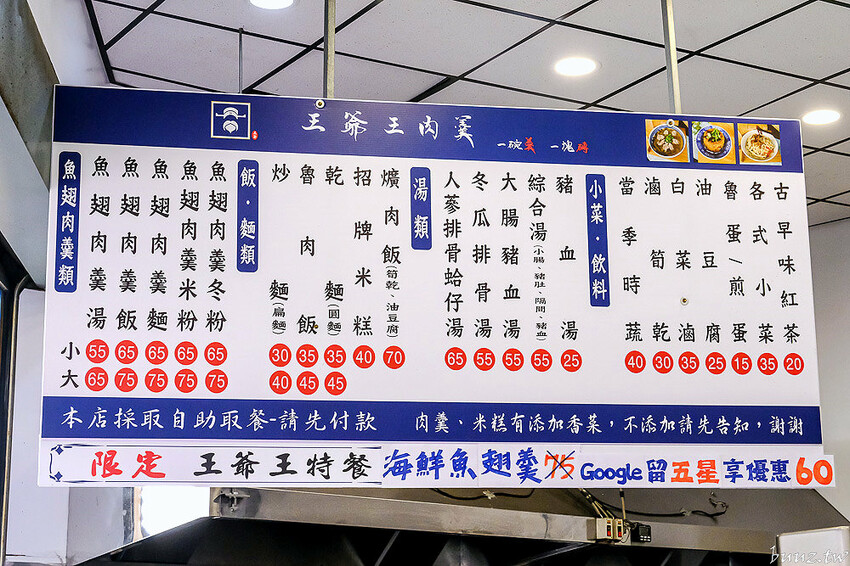 王爺王肉羹
一碗 一塊
魚翅肉羹類
魚翅肉羹湯 小55 大65
魚翅肉羹飯 65 75
魚翅肉羹麵 65 75
魚翅肉羹米粉 65 75
魚翅肉羹冬粉 65 75
飯・麵類
炒麵(扁麵) 30 40
魯肉飯 35 45
乾麵(圓麵) 35 45
招牌米糕 40
爌肉飯(筍乾、油豆腐) 70
湯類
人蔘排骨蛤仔湯 65
冬瓜排骨湯 55
大腸豬血湯 55
綜合湯(小腸、豬肚、隔間、豬血) 55
豬血湯 25
小菜・飲料
當季時蔬 40
滷筍乾 30
白菜滷 35
油豆腐 25
魯蛋/煎蛋 15
各式小菜 35
古早味紅茶 20
本店採取自助取餐-請先付款 肉羹、米糕有添加香菜，不添加請先告知，謝謝
限定 王爺王特餐 海鮮魚翅羹 75 Google留五星享優惠60
buuz.tw